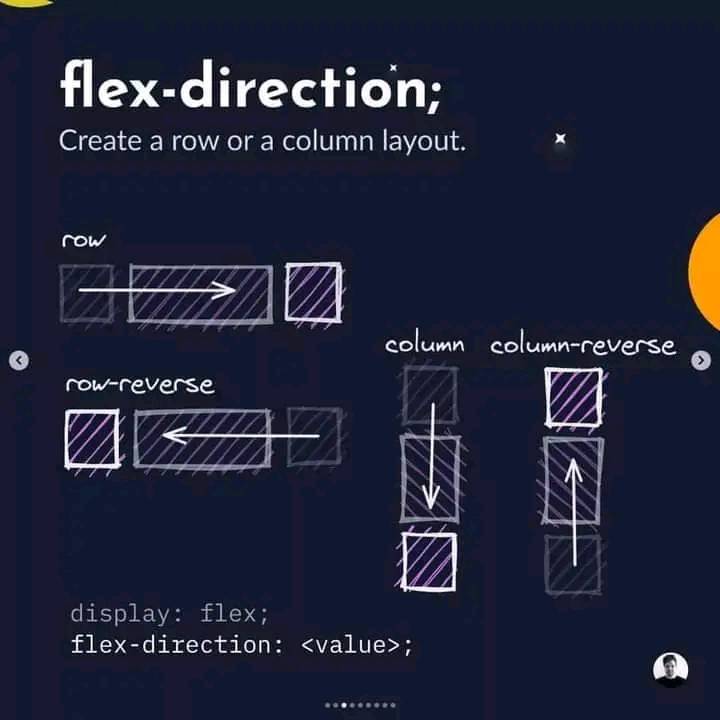 flex-direction;
Create a row or a column layout.
row
row-reverse
column
column-reverse
display: flex;
flex-direction: <value>;